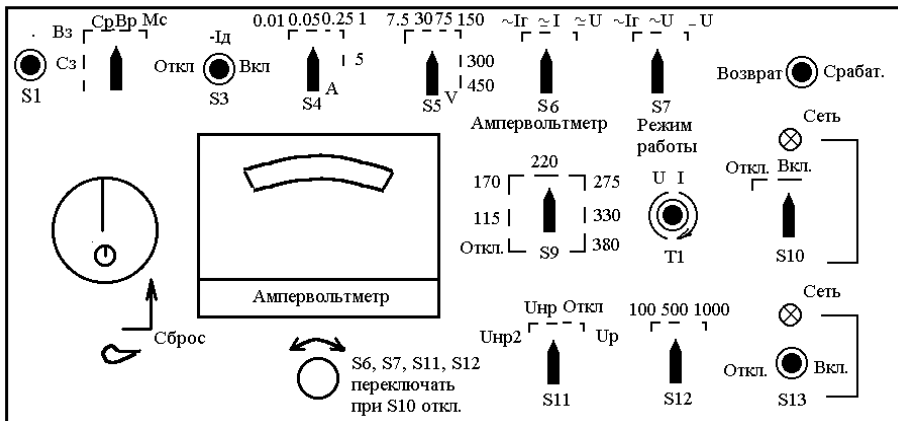 Вз
Ср Вр Мс
Сз
S1
-Iд
Откл Вкл
S3
0.01 0.05 0.25 1
5
S4 A
7.5 30 75 150
300
450
S5 V
~Iг ≃I ≃U
S6
Ампервольтметр
~Iг ~U _U
S7
Режим
работы
Возврат Срабат.
Сеть
Откл. Вкл.
S10
170 220 275
115 330
Откл. 380
S9
U I
T1
Ампервольтметр
Сброс
S6, S7, S11, S12
переключать
при S10 откл.
Uнр Откл
Uнр2 Uр
S11
100 500 1000
S12
Сеть
Откл. Вкл.
S13